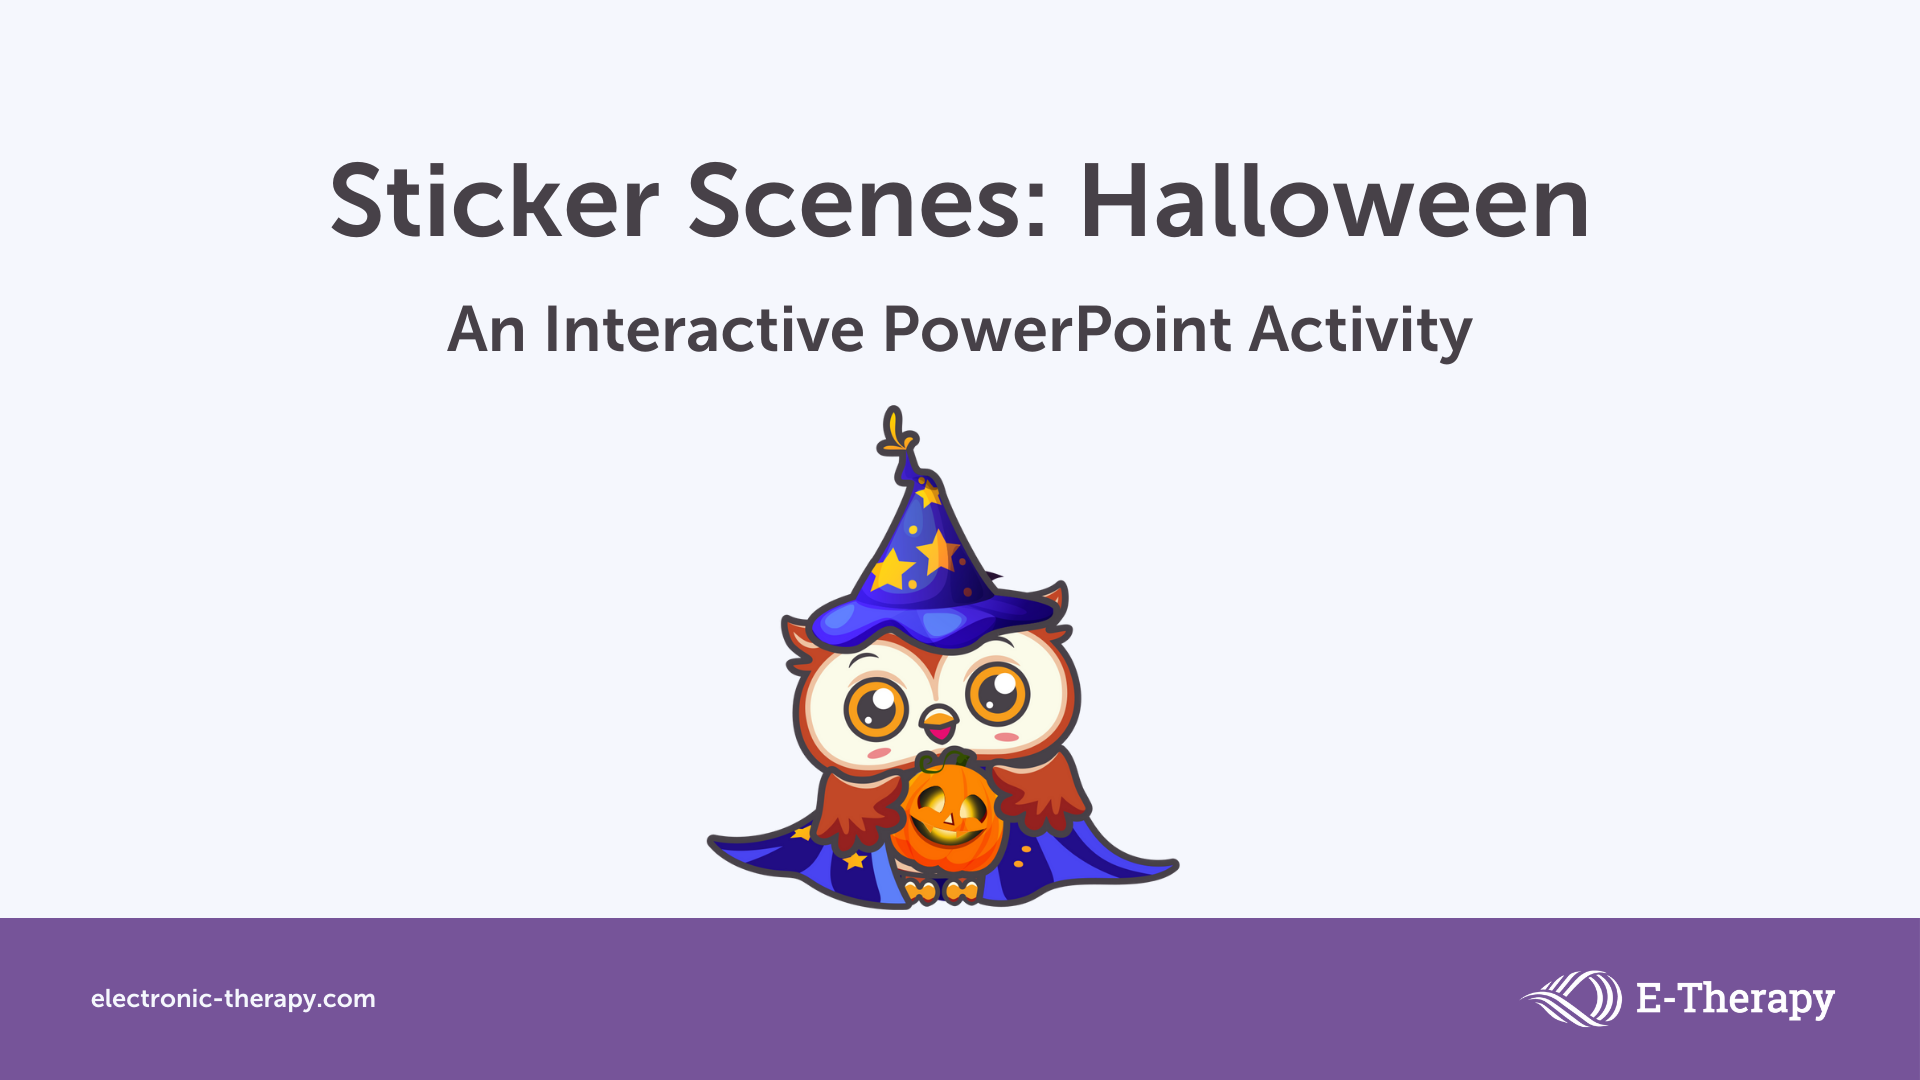 Sticker Scenes: Halloween
An Interactive PowerPoint Activity
electronic-therapy.com
E-Therapy